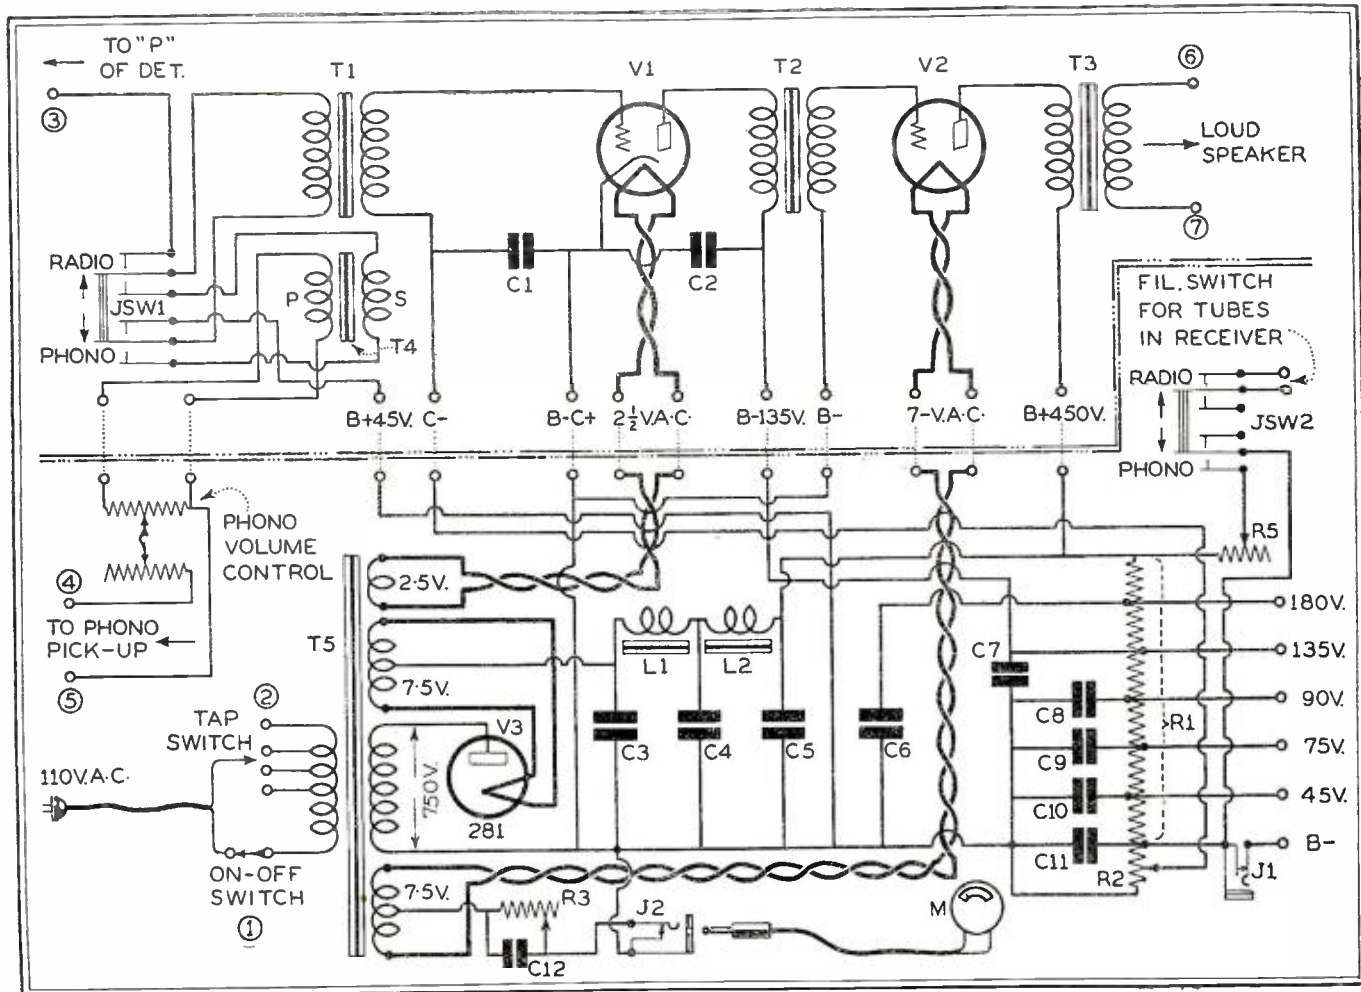 TO "P"
OF DET.
T1
V1
T2
V2
T3
⑥
③
LOUD
SPEAKER
⑦
RADIO
JSW1
PHONO
P
S
T4
C1
C2
FIL. SWITCH
FOR TUBES
IN RECEIVER
RADIO
JSW2
PHONO
B+45V.
C-
B-C+
2½V.A.C.
B-135V.
B-
7-V.A.C.
B+450V.
PHONO
VOLUME
CONTROL
R5
④
TO PHONO
PICK-UP
⑤
T5
2.5V.
7.5V.
L1
L2
C7
180V.
135V.
90V.
75V.
45V.
B-
②
TAP
SWITCH
110V.A.C.
ON-OFF
SWITCH
①
750V.
V3
281
C3
C4
C5
C6
C8
C9
C10
C11
R1
R2
J1
7.5V.
R3
C12
J2
M